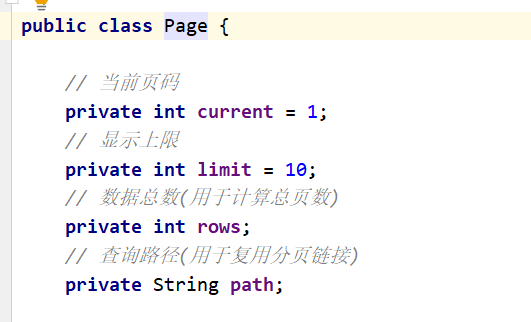 public class Page {
// 当前页码
private int current = 1;
// 显示上限
private int limit = 10;
// 数据总数(用于计算总页数)
private int rows;
// 查询路径(用于复用分页链接)
private String path;